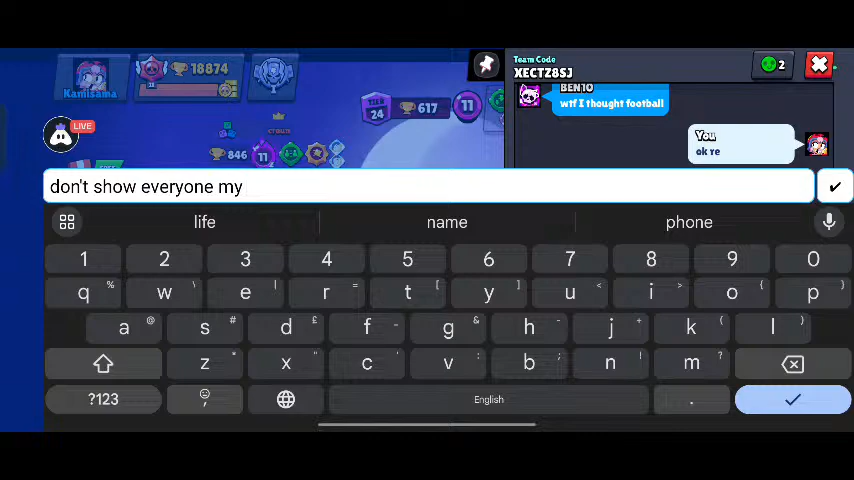 Team Code
XECTZ8SJ
2
18874
Kamisama
TIER
24
617
11
BEN10
wtf I thought football
LIVE
You
ok re
846
11
don't show everyone my
life name phone
1 2 3 4 5 6 7 8 9 0
q w e r t y u i o p
a s d f g h j k l
z x c v b n m
?123 , English .